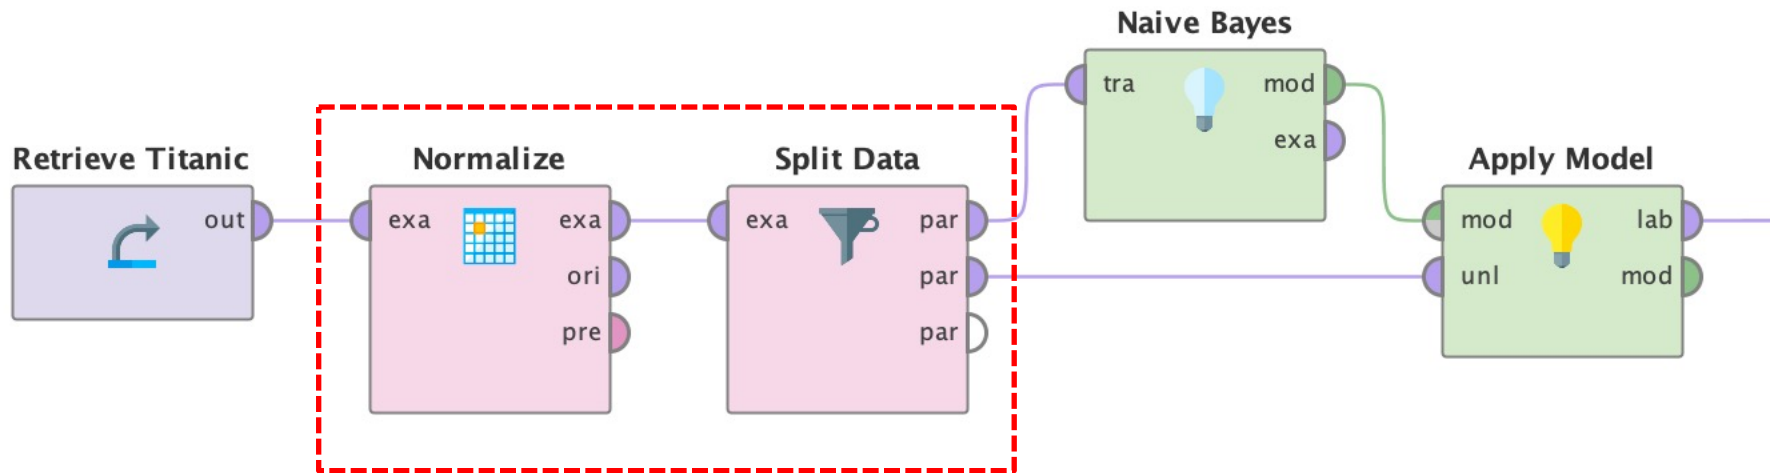 Retrieve Titanic
out
Normalize
exa
exa
ori
pre
Split Data
exa
par
par
par
Naive Bayes
tra
mod
exa
Apply Model
mod
unl
lab
mod